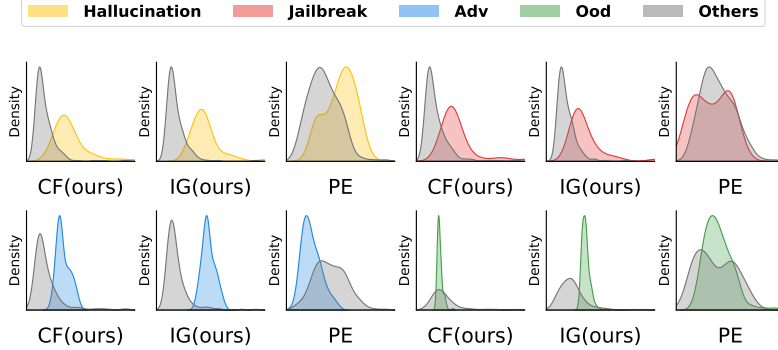 Hallucination Jailbreak Adv Ood Others
Density Density Density Density Density Density
CF(ours) IG(ours) PE CF(ours) IG(ours) PE
Density Density Density Density Density Density
CF(ours) IG(ours) PE CF(ours) IG(ours) PE